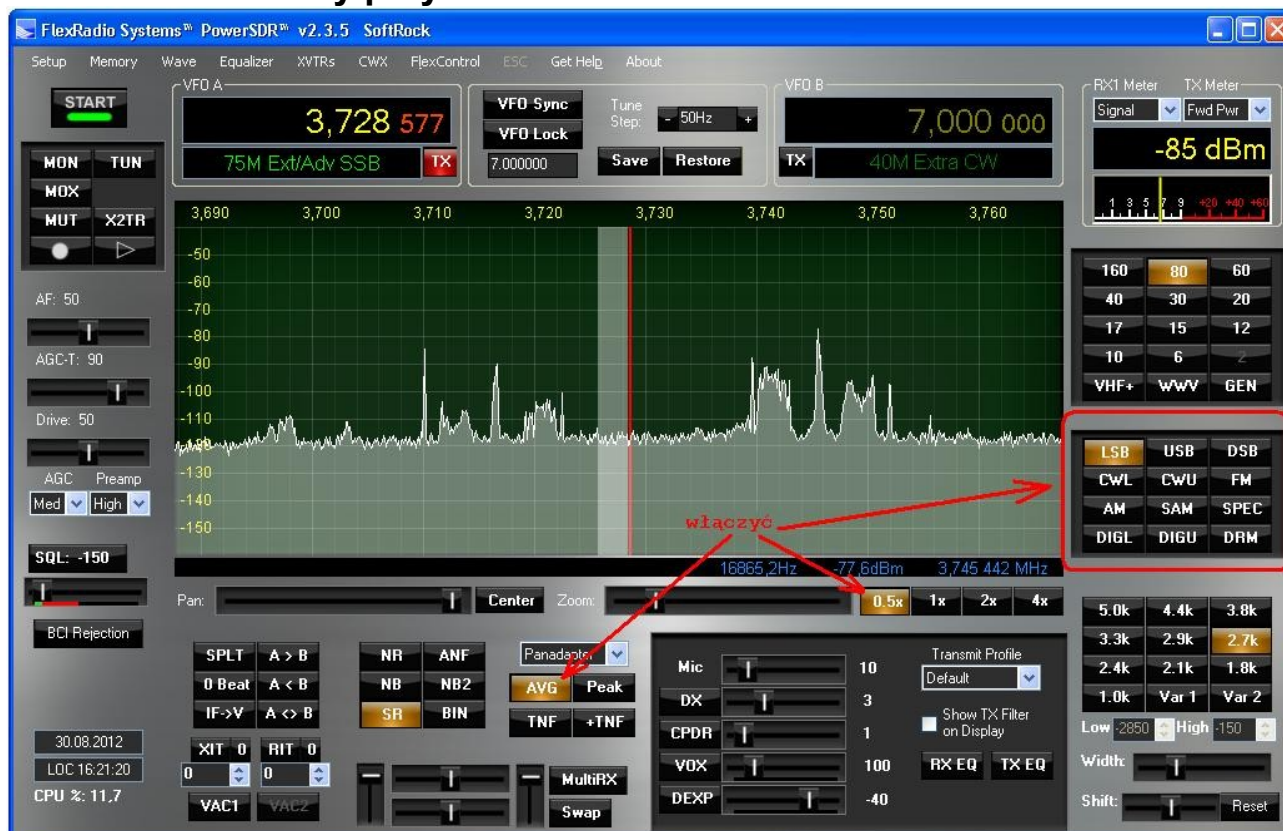 FlexRadio Systems™ PowerSDR™ v2.3.5 SoftRock
Setup Memory Wave Equalizer XVTRs CWX FlexControl ESC Get Help About
START
MON TUN
MOX
MUT X2TR
AF: 50
AGC-T: 90
Drive: 50
AGC Preamp
Med High
SQL: -150
BCI Rejection
30.08.2012
LOC 16:21:20
CPU %: 11,7
VFO A
3,728 577
75M Ext/Adv SSB TX
VFO Sync
VFO Lock
7.000000
Tune
Step: - 50Hz +
Save Restore
VFO B
7,000 000
TX 40M Extra CW
RX1 Meter TX Meter
Signal Fwd Pwr
-85 dBm
1 3 5 7 9 +20 +40 +60
3,690 3,700 3,710 3,720 3,730 3,740 3,750 3,760
-50
-60
-70
-80
-90
-100
-110
-120
-130
-140
-150
włączyć
16865,2Hz -77,6dBm 3,745 442 MHz
Pan: Center Zoom: 0.5x 1x 2x 4x
160 80 60
40 30 20
17 15 12
10 6 2
VHF+ WWV GEN
LSB USB DSB
CWL CWU FM
AM SAM SPEC
DIGL DIGU DRM
5.0k 4.4k 3.8k
3.3k 2.9k 2.7k
2.4k 2.1k 1.8k
1.0k Var 1 Var 2
Low -2850 High -150
Width:
Shift: Reset
SPLT A > B
0 Beat A < B
IF->V A <> B
XIT 0 RIT 0
0 0
VAC1 VAC2
NR ANF
NB NB2
SR BIN
Panadapter
AVG Peak
TNF +TNF
MultiRX
Swap
Mic 10
DX 3
CPDR 1
VOX 100
DEXP -40
Transmit Profile
Default
Show TX Filter
on Display
RX EQ TX EQ